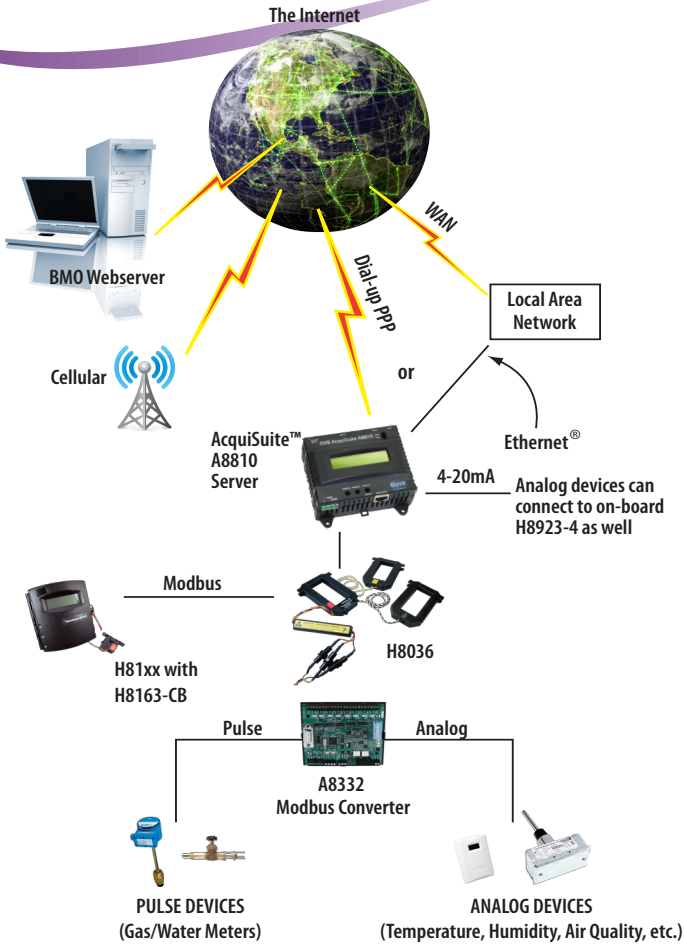 The Internet
BMO Webserver
WAN
Dial-up PPP
Local Area
Network
Cellular
or
Ethernet®
AcquiSuite™
A8810
Server
4-20mA
Analog devices can
connect to on-board
H8923-4 as well
Modbus
H8036
H81xx with
H8163-CB
Pulse
Analog
A8332
Modbus Converter
PULSE DEVICES
(Gas/Water Meters)
ANALOG DEVICES
(Temperature, Humidity, Air Quality, etc.)